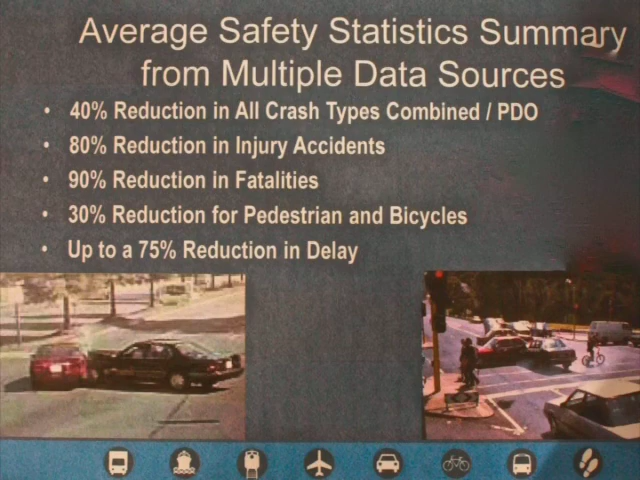 Average Safety Statistics Summary
from Multiple Data Sources
• 40% Reduction in All Crash Types Combined / PDO
• 80% Reduction in Injury Accidents
• 90% Reduction in Fatalities
• 30% Reduction for Pedestrian and Bicycles
• Up to a 75% Reduction in Delay